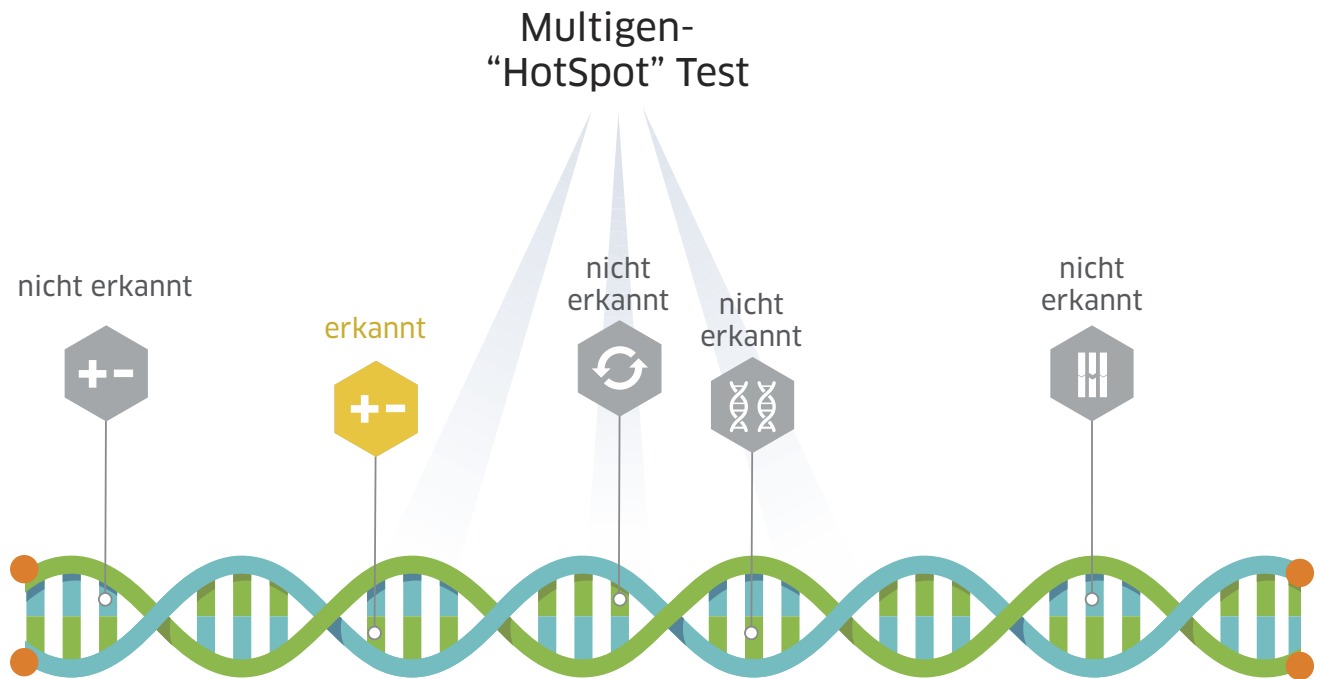 Multigen-
“HotSpot” Test
nicht erkannt
erkannt
nicht
erkannt
nicht
erkannt
nicht
erkannt